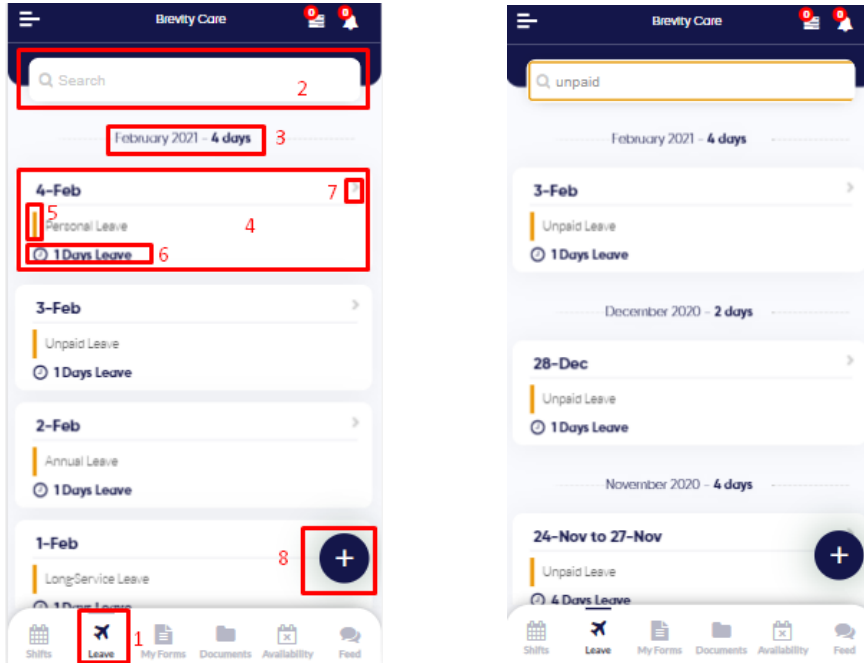 Brevity Care
0
0
Search
2
February 2021 - 4 days
3
4-Feb
7
5
Personal Leave
4
1 Days Leave
6
3-Feb
Unpaid Leave
1 Days Leave
2-Feb
Annual Leave
1 Days Leave
1-Feb
8
+
Long-Service Leave
1 Days Leave
1
Shifts
Leave
My Forms
Documents
Availability
Feed
Brevity Care
0
0
unpaid
February 2021 - 4 days
3-Feb
Unpaid Leave
1 Days Leave
December 2020 - 2 days
28-Dec
Unpaid Leave
1 Days Leave
November 2020 - 4 days
24-Nov to 27-Nov
+
Unpaid Leave
4 Days Leave
Shifts
Leave
My Forms
Documents
Availability
Feed